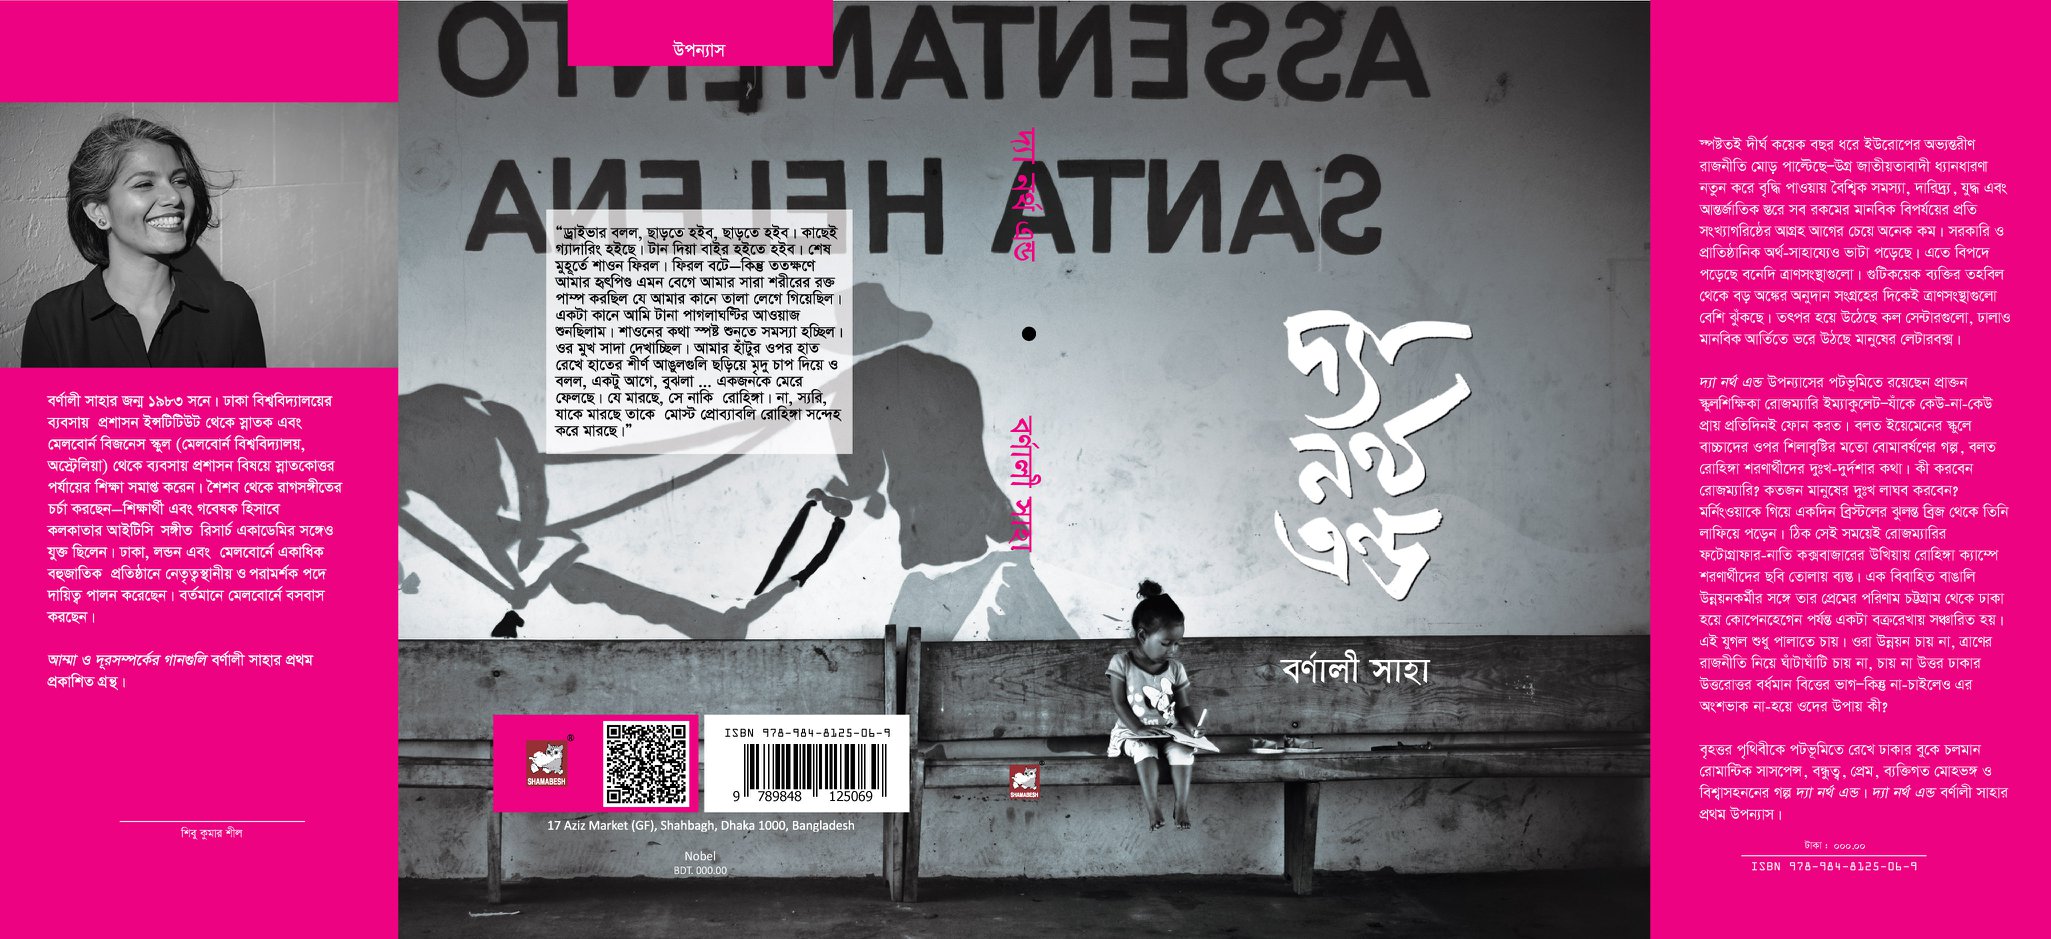 বর্ণালী সাহার জন্ম ১৯৮৩ সনে। ঢাকা বিশ্ববিদ্যালয়ের
ব্যবসায় প্রশাসন ইন্সটিটিউট থেকে স্নাতক এবং
মেলবোর্ন বিজনেস স্কুল (মেলবোর্ন বিশ্ববিদ্যালয়,
অস্ট্রেলিয়া) থেকে ব্যবসায় প্রশাসন বিষয়ে স্নাতকোত্তর
পর্যায়ের শিক্ষা সমাপ্ত করেন। শৈশব থেকে রাগসঙ্গীতের
চর্চা করছেন—শিক্ষার্থী এবং গবেষক হিসাবে
কলকাতার আইটিসি সঙ্গীত রিসার্চ একাডেমির সঙ্গেও
যুক্ত ছিলেন। ঢাকা, লন্ডন এবং মেলবোর্নে একাধিক
বহুজাতিক প্রতিষ্ঠানে নেতৃত্বস্থানীয় ও পরামর্শক পদে
দায়িত্ব পালন করেছেন। বর্তমানে মেলবোর্নে বসবাস
করছেন।
আম্মা ও দূরসম্পর্কের গানগুলি বর্ণালী সাহার প্রথম
প্রকাশিত গ্রন্থ।
শিবু কুমার শীল
উপন্যাস
ASSENTAMENTO
SANTA HELENA
“ড্রাইভার বলল, ছাড়তে হইব, ছাড়তে হইব। কাছেই
গ্যাদারিং হইছে। টান দিয়া বাইর হইতে হইব। শেষ
মুহূর্তে শাওন ফিরল। ফিরল বটে—কিন্তু ততক্ষণে
আমার হৃৎপিণ্ড এমন বেগে আমার সারা শরীরের রক্ত
পাম্প করছিল যে আমার কানে তালা লেগে গিয়েছিল।
একটা কানে আমি টানা পাগলাঘণ্টির আওয়াজ
শুনছিলাম। শাওনের কথা স্পষ্ট শুনতে সমস্যা হচ্ছিল।
ওর মুখ সাদা দেখাচ্ছিল। আমার হাঁটুর ওপর হাত
রেখে হাতের শীর্ণ আঙুলগুলি ছড়িয়ে মৃদু চাপ দিয়ে ও
বলল, একটু আগে, বুঝলা ... একজনকে মেরে
ফেলছে। যে মারছে, সে নাকি রোহিঙ্গা। না, স্যরি,
যাকে মারছে তাকে মোস্ট প্রোব্যাবলি রোহিঙ্গা সন্দেহ
করে মারছে।”
SHAMABESH
ISBN 978-984-8125-06-9
9 789848 125069
17 Aziz Market (GF), Shahbagh, Dhaka 1000, Bangladesh
Nobel
BDT. 000.00
দ্যা নর্থ এন্ড
বর্ণালী সাহা
SHAMABESH
দ্যা
নর্থ
এন্ড
বর্ণালী সাহা
স্পষ্টতই দীর্ঘ কয়েক বছর ধরে ইউরোপের অভ্যন্তরীণ
রাজনীতি মোড় পাল্টেছে—উগ্র জাতীয়তাবাদী ধ্যানধারণা
নতুন করে বৃদ্ধি পাওয়ায় বৈশ্বিক সমস্যা, দারিদ্র্য, যুদ্ধ এবং
আন্তর্জাতিক স্তরে সব রকমের মানবিক বিপর্যয়ের প্রতি
সংখ্যাগরিষ্ঠের আগ্রহ আগের চেয়ে অনেক কম। সরকারি ও
প্রাতিষ্ঠানিক অর্থ-সাহায্যেও ভাটা পড়েছে। এতে বিপদে
পড়েছে বনেদি ত্রাণসংস্থাগুলো। গুটিকয়েক ব্যক্তির তহবিল
থেকে বড় অঙ্কের অনুদান সংগ্রহের দিকেই ত্রাণসংস্থাগুলো
বেশি ঝুঁকছে। তৎপর হয়ে উঠেছে কল সেন্টারগুলো, ঢালাও
মানবিক আর্তিতে ভরে উঠছে মানুষের লেটারবক্স।
দ্যা নর্থ এন্ড উপন্যাসের পটভূমিতে রয়েছেন প্রাক্তন
স্কুলশিক্ষিকা রোজম্যারি ইম্যাকুলেট—যাঁকে কেউ-না-কেউ
প্রায় প্রতিদিনই ফোন করত। বলত ইয়েমেনের স্কুলে
বাচ্চাদের ওপর শিলাবৃষ্টির মতো বোমাবর্ষণের গল্প, বলত
রোহিঙ্গা শরণার্থীদের দুঃখ-দুর্দশার কথা। কী করবেন
রোজম্যারি? কতজন মানুষের দুঃখ লাঘব করবেন?
মর্নিংওয়াকে গিয়ে একদিন ব্রিস্টলের ঝুলন্ত ব্রিজ থেকে তিনি
লাফিয়ে পড়েন। ঠিক সেই সময়েই রোজম্যারির
ফটোগ্রাফার-নাতি কক্সবাজারের উখিয়ায় রোহিঙ্গা ক্যাম্পে
শরণার্থীদের ছবি তোলায় ব্যস্ত। এক বিবাহিত বাঙালি
উন্নয়নকর্মীর সঙ্গে তার প্রেমের পরিণাম চট্টগ্রাম থেকে ঢাকা
হয়ে কোপেনহেগেন পর্যন্ত একটা বক্ররেখায় সঞ্চারিত হয়।
এই যুগল শুধু পালাতে চায়। ওরা উন্নয়ন চায় না, ত্রাণের
রাজনীতি নিয়ে ঘাঁটাঘাঁটি চায় না, চায় না উত্তর ঢাকার
উত্তরোত্তর বর্ধমান বিত্তের ভাগ—কিন্তু না-চাইলেও এর
অংশভাক না-হয়ে ওদের উপায় কী?
বৃহত্তর পৃথিবীকে পটভূমিতে রেখে ঢাকার বুকে চলমান
রোমান্টিক সাসপেন্স, বন্ধুত্ব, প্রেম, ব্যক্তিগত মোহভঙ্গ ও
বিশ্বাসহননের গল্প দ্যা নর্থ এন্ড। দ্যা নর্থ এন্ড বর্ণালী সাহার
প্রথম উপন্যাস।
টাকা : ০০০.০০
ISBN 978-984-8125-06-9